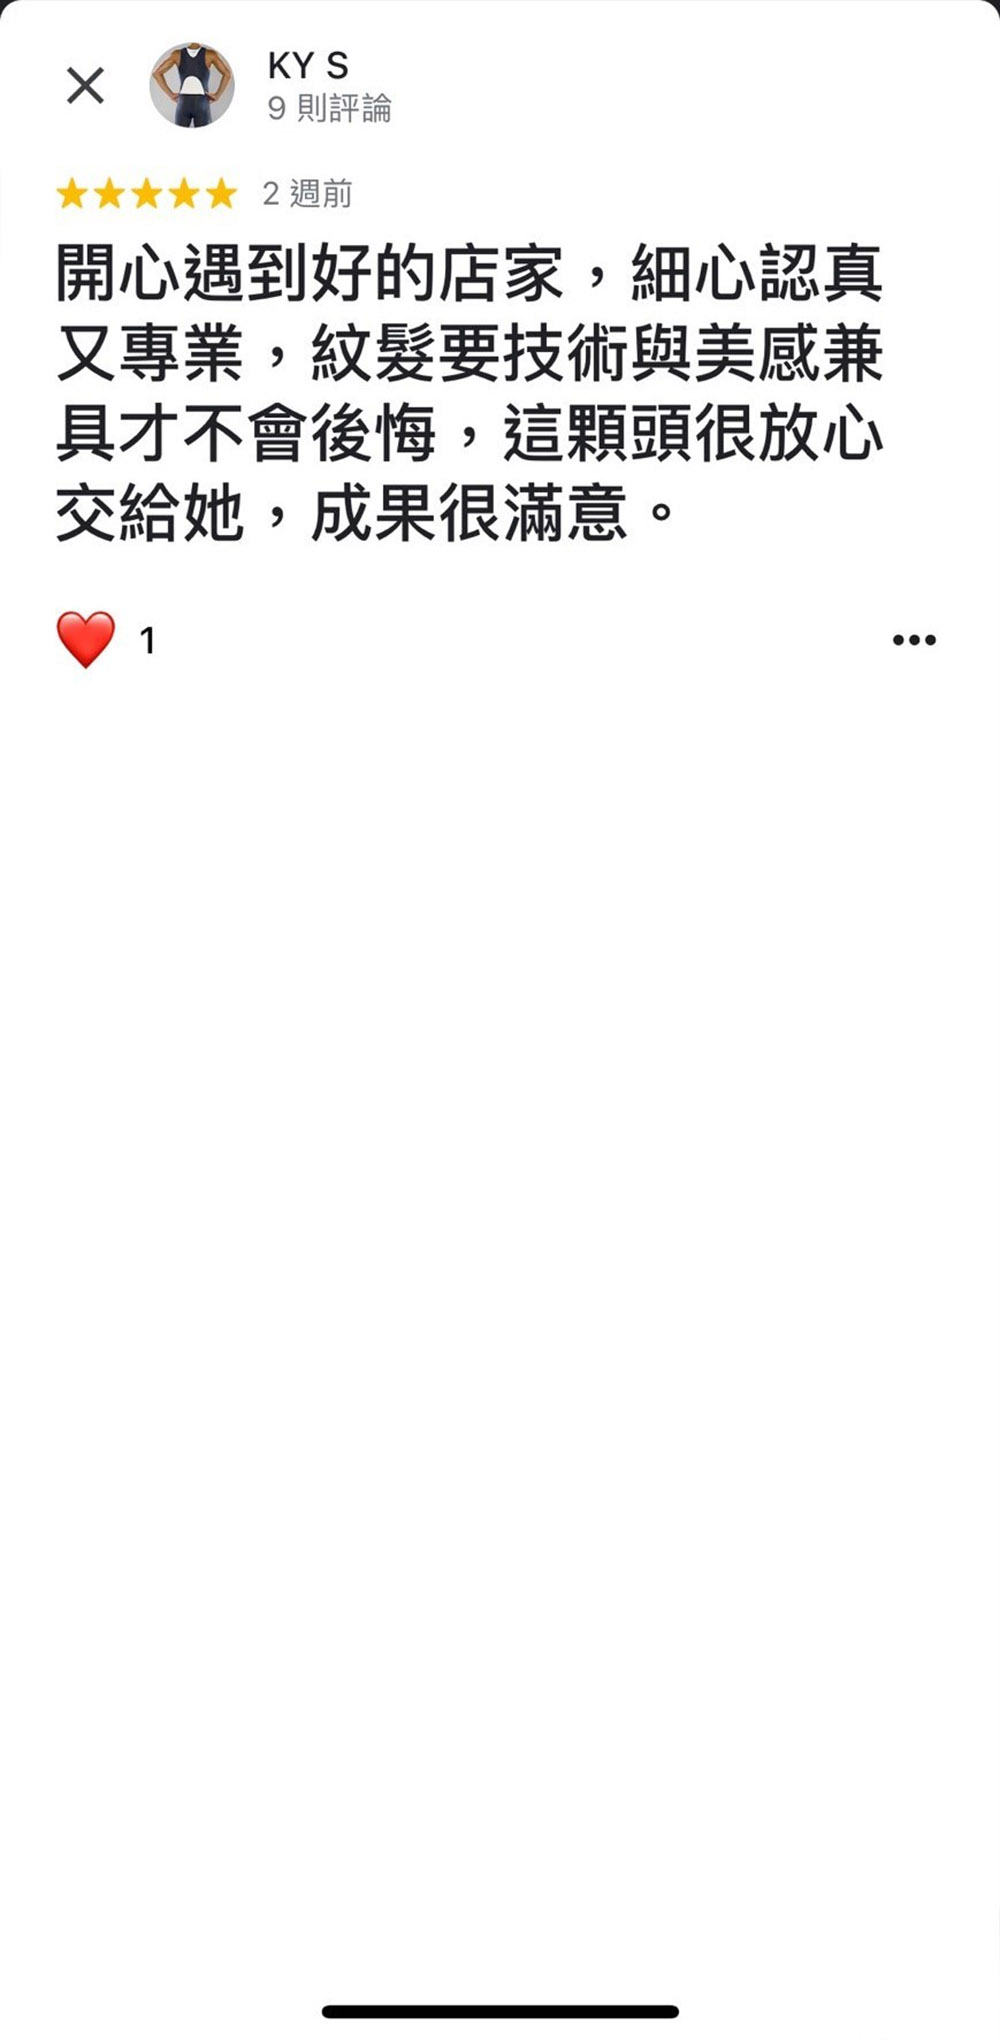 KY S
9 則評論
2 週前
開心遇到好的店家，細心認真
又專業，紋髮要技術與美感兼
具才不會後悔，這顆頭很放心
交給她，成果很滿意。
1